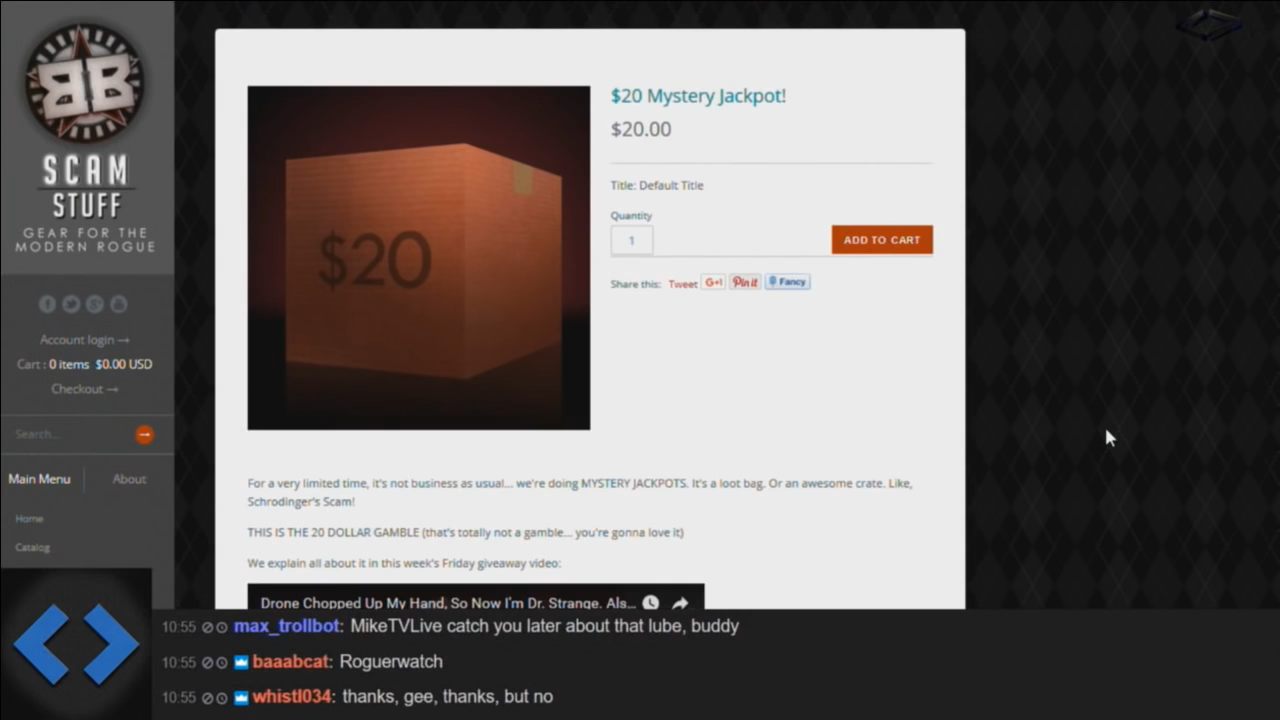 BB
SCAM
STUFF
GEAR FOR THE
MODERN ROGUE
Account login →
Cart : 0 items $0.00 USD
Checkout →
Search...
Main Menu
About
Home
Catalog
$20
$20 Mystery Jackpot!
$20.00
Title: Default Title
Quantity
1
ADD TO CART
Share this: Tweet G+1 Pin it Fancy
For a very limited time, it's not business as usual... we're doing MYSTERY JACKPOTS. It's a loot bag. Or an awesome crate. Like,
Schrodinger's Scam!
THIS IS THE 20 DOLLAR GAMBLE (that's totally not a gamble... you're gonna love it)
We explain all about it in this week's Friday giveaway video:
Drone Chopped Up My Hand, So Now I'm Dr. Strange. Als...
10:55 max_trollbot: MikeTVLive catch you later about that lube, buddy
10:55 baaabcat: Roguerwatch
10:55 whistl034: thanks, gee, thanks, but no